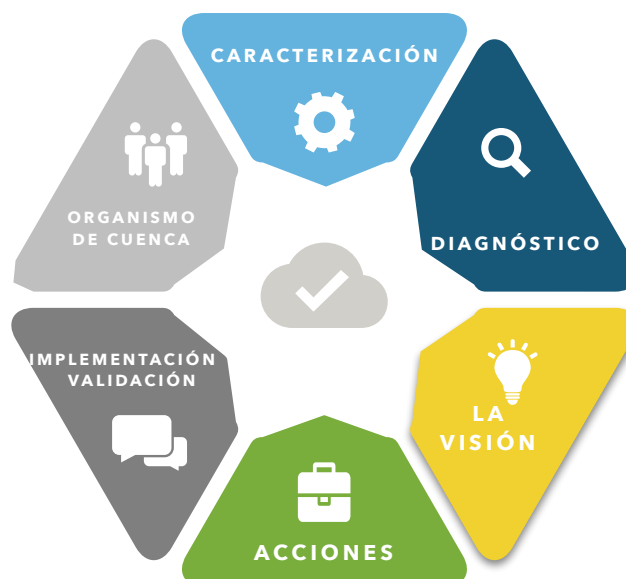 CARACTERIZACIÓN
DIAGNÓSTICO
LA
VISIÓN
ACCIONES
IMPLEMENTACIÓN
VALIDACIÓN
ORGANISMO
DE CUENCA